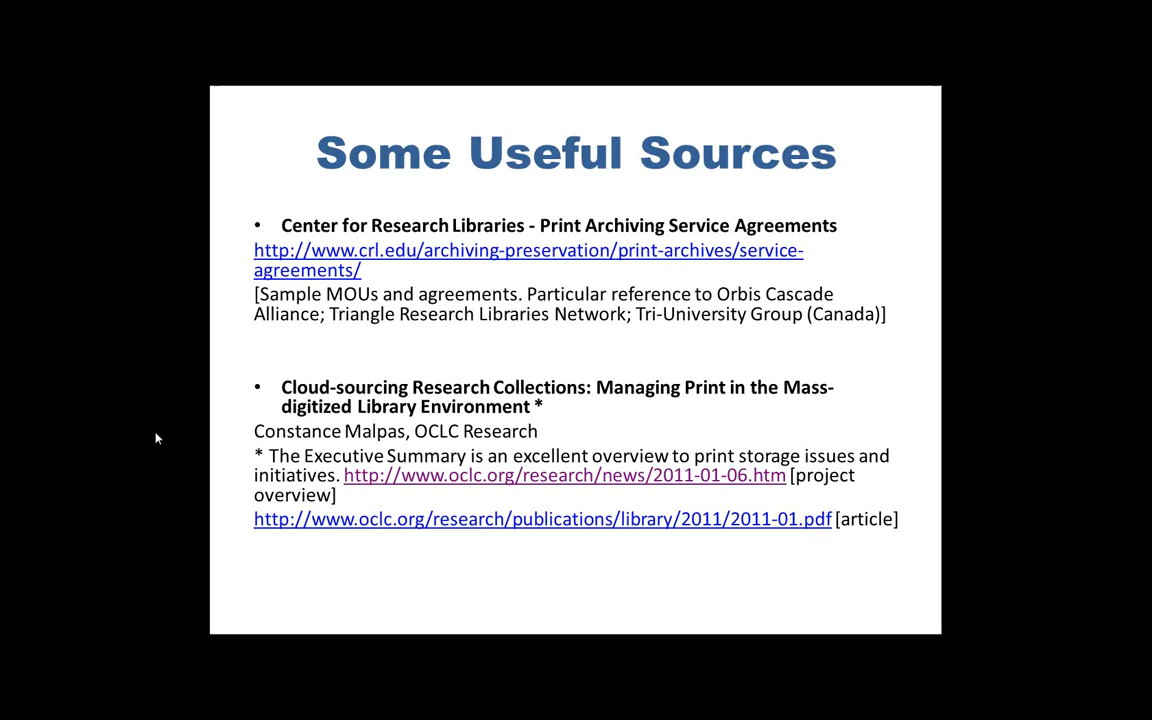 Some Useful Sources
• Center for Research Libraries - Print Archiving Service Agreements
http://www.crl.edu/archiving-preservation/print-archives/service-
agreements/
[Sample MOUs and agreements. Particular reference to Orbis Cascade
Alliance; Triangle Research Libraries Network; Tri-University Group (Canada)]
• Cloud-sourcing Research Collections: Managing Print in the Mass-
digitized Library Environment *
Constance Malpas, OCLC Research
* The Executive Summary is an excellent overview to print storage issues and
initiatives. http://www.oclc.org/research/news/2011-01-06.htm [project
overview]
http://www.oclc.org/research/publications/library/2011/2011-01.pdf [article]